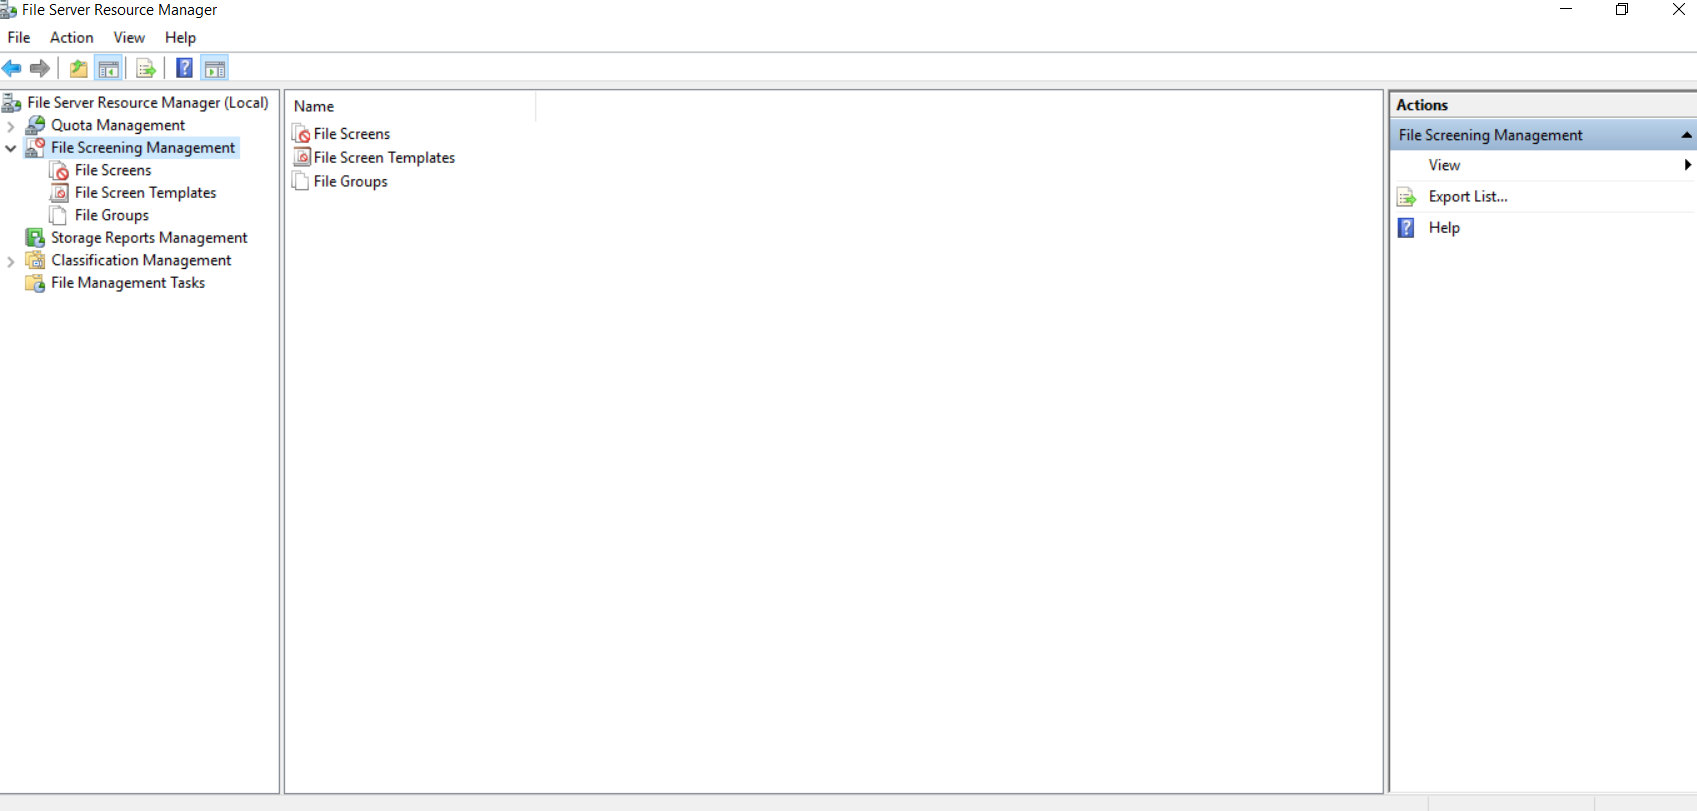 File Server Resource Manager
File Action View Help
File Server Resource Manager (Local)
Quota Management
File Screening Management
File Screens
File Screen Templates
File Groups
Storage Reports Management
Classification Management
File Management Tasks
Name
File Screens
File Screen Templates
File Groups
Actions
File Screening Management
View
Export List...
Help